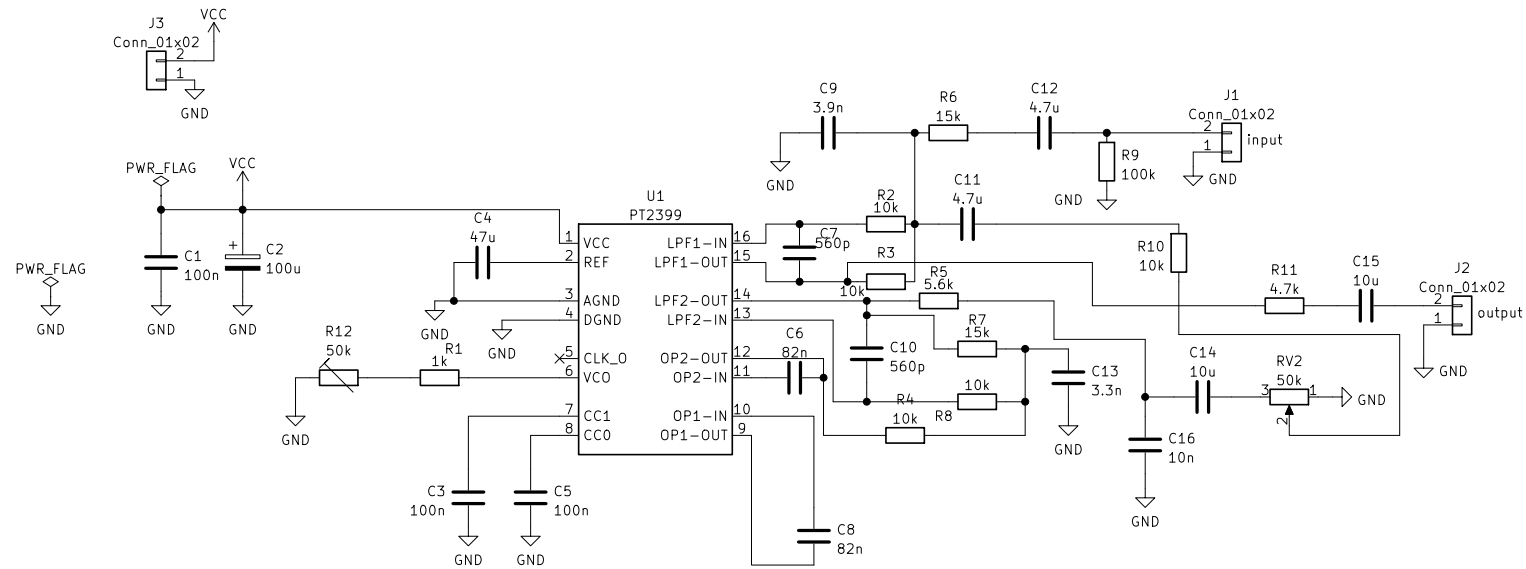 J3
Conn_01x02
VCC
2
1
GND
PWR_FLAG
VCC
C1
100n
C2
100u
+
GND
GND
PWR_FLAG
GND
C4
47u
GND
GND
R12
50k
R1
1k
GND
C3
100n
GND
C5
100n
GND
U1
PT2399
1 VCC
2 REF
3 AGND
4 DGND
5 CLK_O
6 VCO
7 CC1
8 CC0
LPF1-IN 16
LPF1-OUT 15
LPF2-OUT 14
LPF2-IN 13
OP2-OUT 12
OP2-IN 11
OP1-IN 10
OP1-OUT 9
C9
3.9n
GND
R6
15k
C12
4.7u
R9
100k
GND
J1
Conn_01x02
2
1
input
GND
R2
10k
C11
4.7u
C7
560p
R3
10k
R5
5.6k
R10
10k
R11
4.7k
C15
10u
J2
Conn_01x02
2
1
output
GND
C6
82n
C10
560p
R7
15k
10k
R8
R4
10k
C13
3.3n
GND
C14
10u
RV2
50k
3
1
2
GND
C16
10n
GND
C8
82n